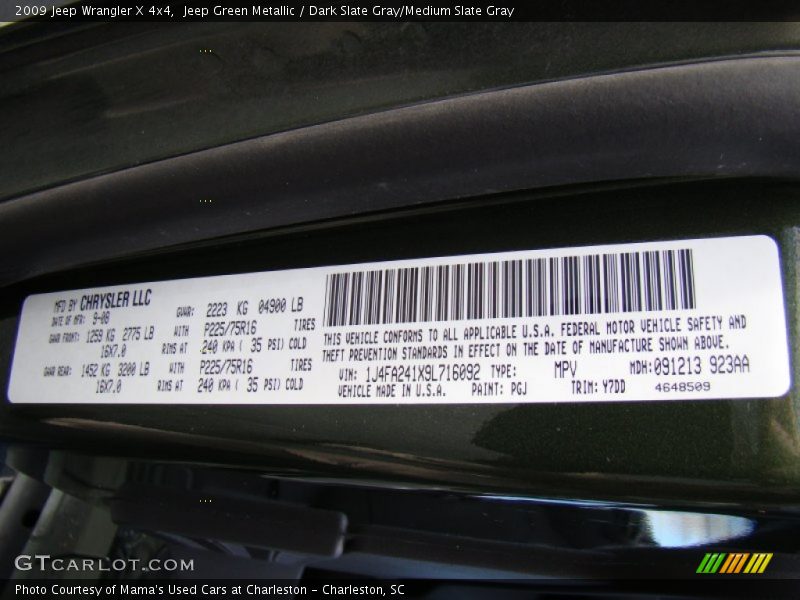 2009 Jeep Wrangler X 4x4,  Jeep Green Metallic / Dark Slate Gray/Medium Slate Gray
MFD BY CHRYSLER LLC
DATE OF MFR: 9-08
GVWR: 2223 KG 04900 LB
GAWR FRONT: 1259 KG 2775 LB WITH P225/75R16 TIRES
16X7.0 RIMS AT 240 KPA ( 35 PSI) COLD
GAWR REAR: 1452 KG 3200 LB WITH P225/75R16 TIRES
16X7.0 RIMS AT 240 KPA ( 35 PSI) COLD
THIS VEHICLE CONFORMS TO ALL APPLICABLE U.S.A. FEDERAL MOTOR VEHICLE SAFETY AND
THEFT PREVENTION STANDARDS IN EFFECT ON THE DATE OF MANUFACTURE SHOWN ABOVE.
VIN: 1J4FA241X9L716092 TYPE: MPV MDH:091213 923AA
VEHICLE MADE IN U.S.A. PAINT: PGJ TRIM: Y7DD 4648509
GTCARLOT.COM
Photo Courtesy of Mama's Used Cars at Charleston - Charleston, SC